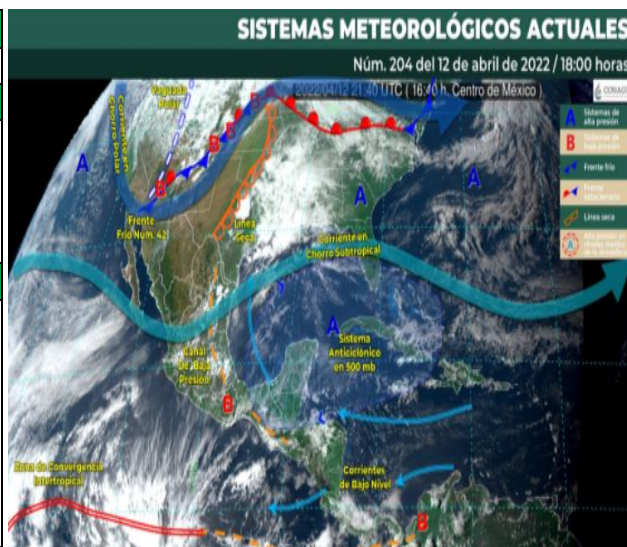 SISTEMAS METEOROLÓGICOS ACTUALES
Núm. 204 del 12 de abril de 2022 / 18:00 horas
2022/04/12 21:40 UTC ( 16:40 h. Centro de México )
CONAGUA
Vaguada
Polar
Corriente en
Chorro Polar
A
Sistemas de
alta presión
B
Sistemas de
baja presión
Frente frío
Frente
estacionario
Línea seca
A
B
B
B
B
A
A
Frente
Frío Núm. 42
Línea
Seca
Corriente en
Chorro Subtropical
A
Sistema
Anticiclónico
en 500 mb
Canal
De Baja
Presión
B
Zona de Convergencia
Intertropical
Corrientes
de Bajo Nivel
B